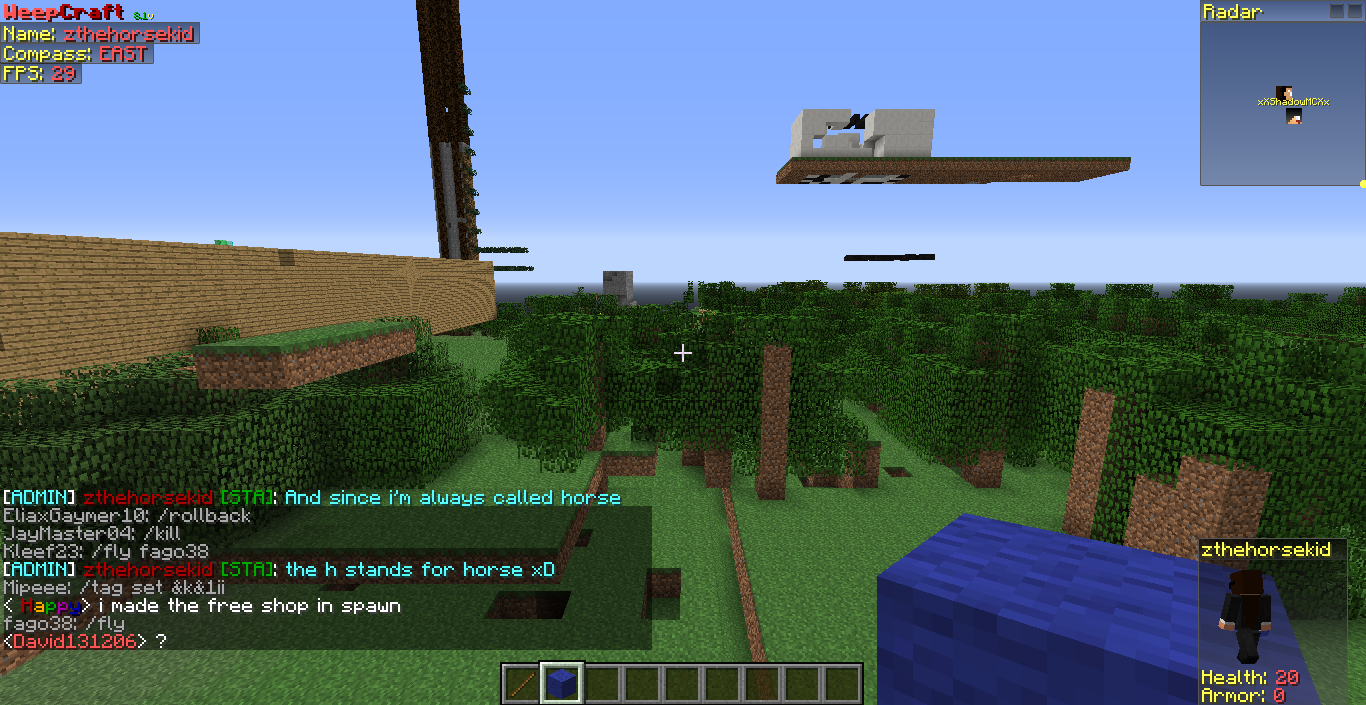 WeepCraft 8.1v
Name: zthehorsekid
Compass: EAST
FPS: 29
Radar
xXShadowMCXx
[ADMIN] zthehorsekid [STA]: And since i'm always called horse
EliaxGaymer10: /rollback
JayMaster04: /kill
Kleef23: /fly fago38
[ADMIN] zthehorsekid [STA]: the h stands for horse xD
Mipeee: /tag set &k&1ii
< Happy> i made the free shop in spawn
fago38: /fly
<David131206> ?
zthehorsekid
Health: 20
Armor: 0